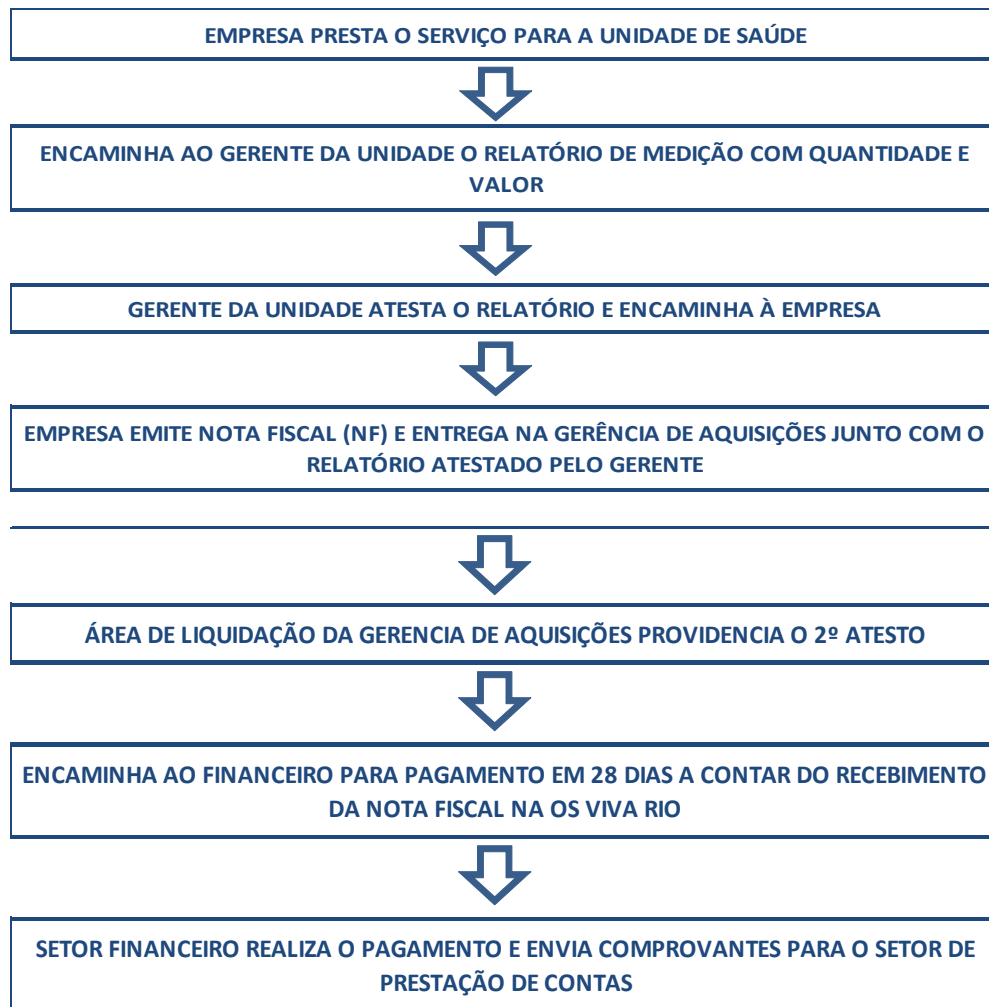 EMPRESA PRESTA O SERVIÇO PARA A UNIDADE DE SAÚDE
ENCAMINHA AO GERENTE DA UNIDADE O RELATÓRIO DE MEDIÇÃO COM QUANTIDADE E
VALOR
GERENTE DA UNIDADE ATESTA O RELATÓRIO E ENCAMINHA À EMPRESA
EMPRESA EMITE NOTA FISCAL (NF) E ENTREGA NA GERÊNCIA DE AQUISIÇÕES JUNTO COM O
RELATÓRIO ATESTADO PELO GERENTE
ÁREA DE LIQUIDAÇÃO DA GERENCIA DE AQUISIÇÕES PROVIDENCIA O 2º ATESTO
ENCAMINHA AO FINANCEIRO PARA PAGAMENTO EM 28 DIAS A CONTAR DO RECEBIMENTO
DA NOTA FISCAL NA OS VIVA RIO
SETOR FINANCEIRO REALIZA O PAGAMENTO E ENVIA COMPROVANTES PARA O SETOR DE
PRESTAÇÃO DE CONTAS